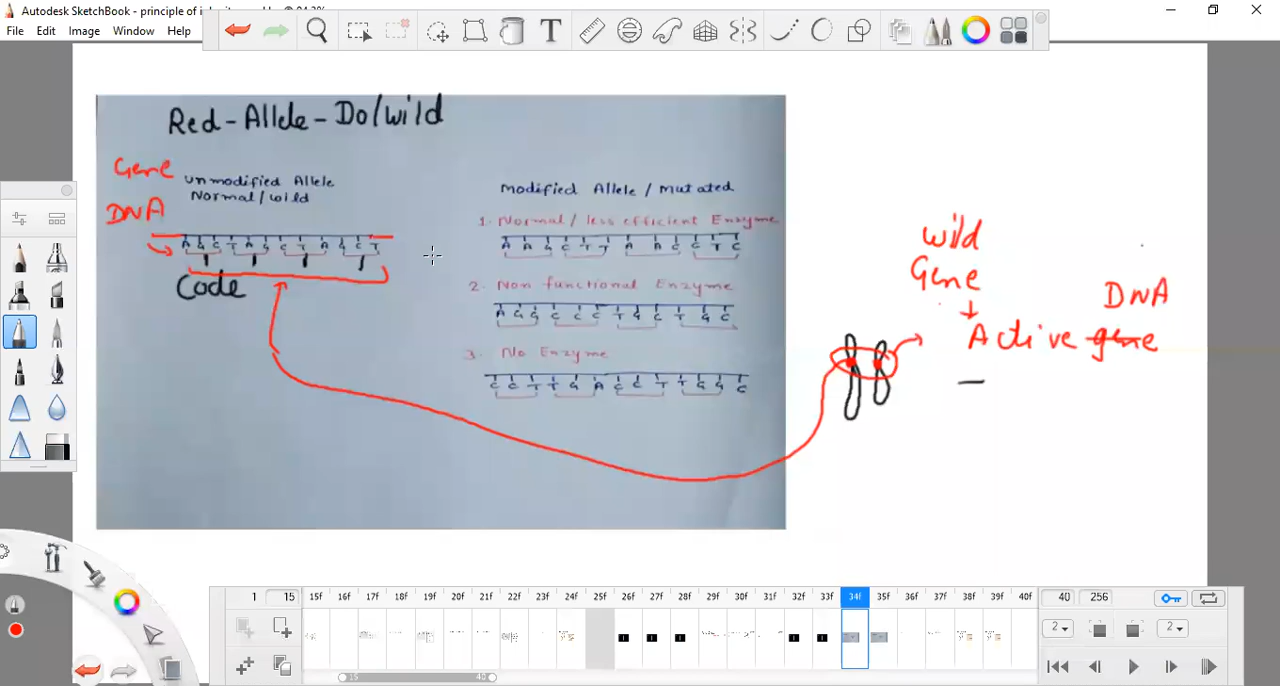 Autodesk SketchBook - principle of i
File Edit Image Window Help
Red-Allele-Do/wild
Gene
unmodified Allele
Normal/wild
DNA
A G C T A G C T A G C T
Code
modified Allele / mutated
1. Normal / less efficient Enzyme
A A G C T T A A C C T C
2. Non functional Enzyme
A G G C C C T G C T G C
3. No Enzyme
C C T T G A C C T T G G C
wild
Gene
DNA
Active gene
1 15 15f 16f 17f 18f 19f 20f 21f 22f 23f 24f 25f 26f 27f 28f 29f 30f 31f 32f 33f 34f 35f 36f 37f 38f 39f 40f 40 256
2 2
15 40